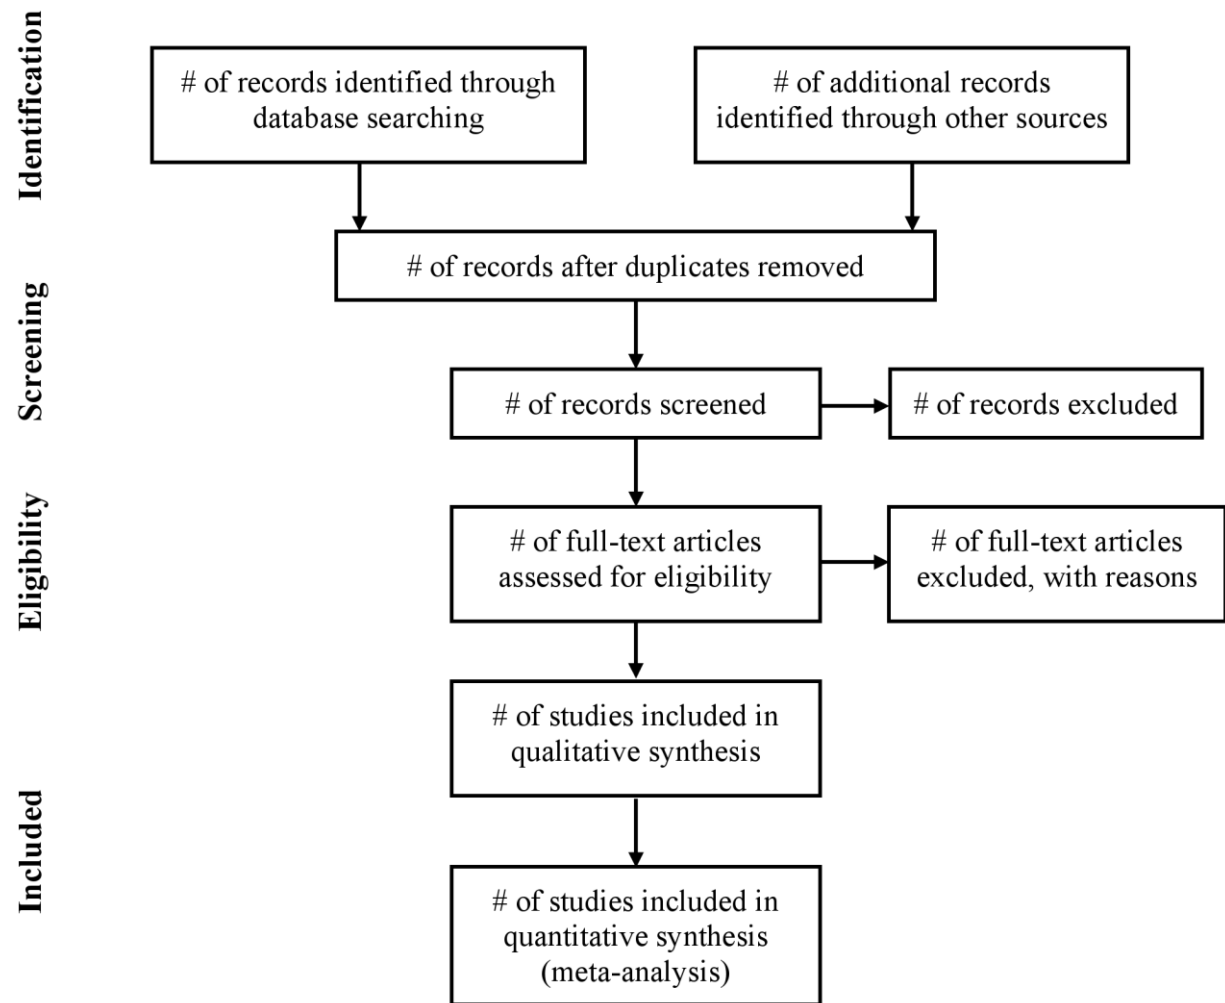 Identification
# of records identified through
database searching
# of additional records
identified through other sources
# of records after duplicates removed
Screening
# of records screened
# of records excluded
Eligibility
# of full-text articles
assessed for eligibility
# of full-text articles
excluded, with reasons
# of studies included in
qualitative synthesis
Included
# of studies included in
quantitative synthesis
(meta-analysis)